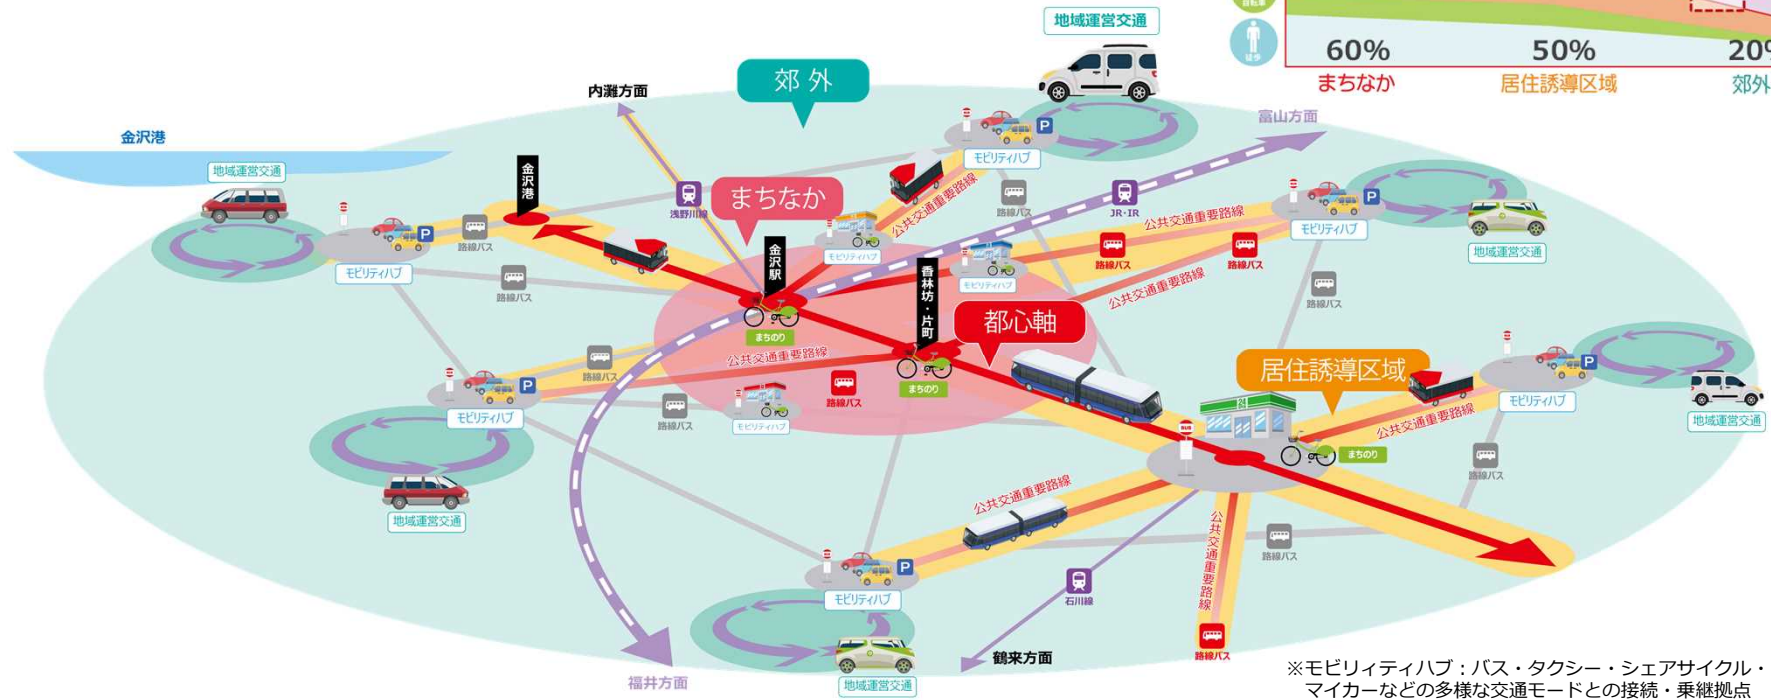 自転車
徒歩
60%
50%
20%
まちなか
居住誘導区域
郊外
地域運営交通
郊外
内灘方面
富山方面
金沢港
地域運営交通
金沢港
モビリティハブ
P
まちなか
浅野川線
JR・IR
路線バス
公共交通重要路線
モビリティハブ
P
公共交通重要路線
地域運営交通
モビリティハブ
P
路線バス
路線バス
金沢駅
モビリティハブ
モビリティハブ
香林坊・片町
路線バス
路線バス
公共交通重要路線
路線バス
まちのり
都心軸
公共交通重要路線
路線バス
モビリティハブ
P
路線バス
路線バス
モビリティハブ
まちのり
居住誘導区域
モビリティハブ
P
公共交通重要路線
地域運営交通
24
BUS
まちのり
路線バス
地域運営交通
公共交通重要路線
公共交通重要路線
路線バス
モビリティハブ
P
石川線
路線バス
鶴来方面
福井方面
地域運営交通
※モビリィティハブ：バス・タクシー・シェアサイクル・
マイカーなどの多様な交通モードとの接続・乗継拠点